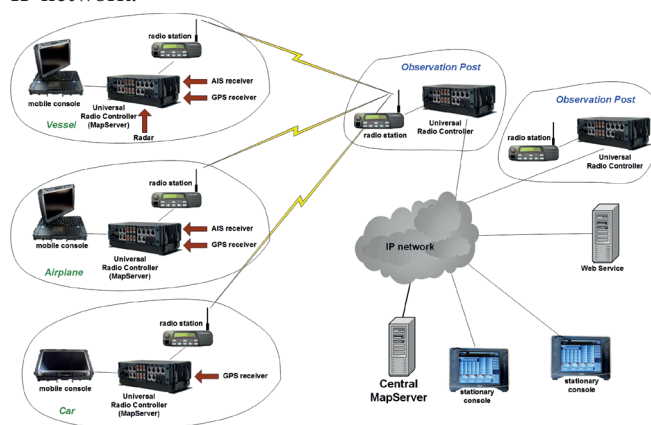 IP network.
radio station
AIS receiver
GPS receiver
mobile console
Universal
Radio Controller
(MapServer)
Vessel
Radar
Observation Post
radio station
Universal
Radio Controller
Observation Post
radio station
Universal
Radio Controller
radio station
AIS receiver
GPS receiver
mobile console
Universal
Radio Controller
(MapServer)
Airplane
IP network
Web Service
radio station
GPS receiver
mobile console
Universal
Radio Controller
(MapServer)
Car
Central
MapServer
stationary
console
stationary
console